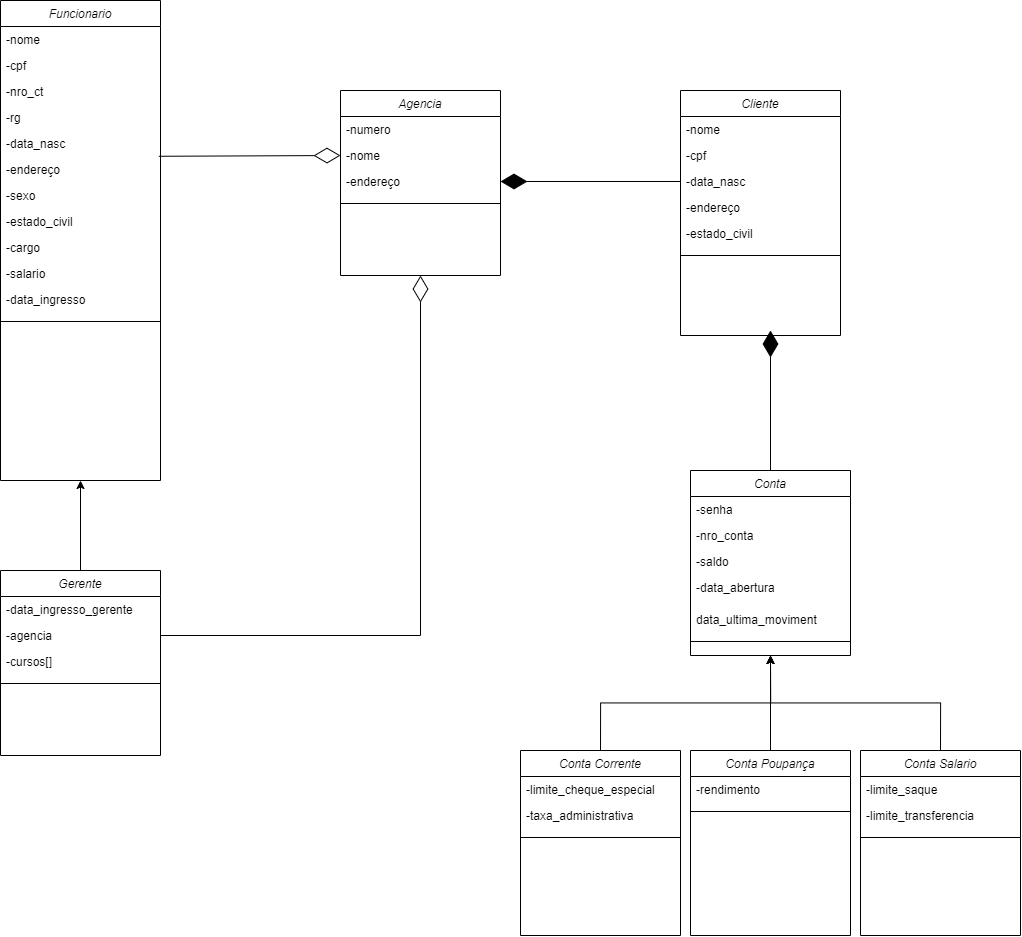 Funcionario
-nome
-cpf
-nro_ct
-rg
-data_nasc
-endereço
-sexo
-estado_civil
-cargo
-salario
-data_ingresso
Agencia
-numero
-nome
-endereço
Cliente
-nome
-cpf
-data_nasc
-endereço
-estado_civil
Gerente
-data_ingresso_gerente
-agencia
-cursos[]
Conta
-senha
-nro_conta
-saldo
-data_abertura
data_ultima_moviment
Conta Corrente
-limite_cheque_especial
-taxa_administrativa
Conta Poupança
-rendimento
Conta Salario
-limite_saque
-limite_transferencia